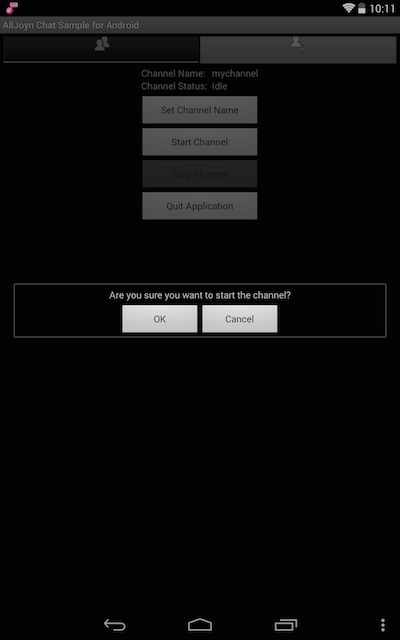 10:11
AllJoyn Chat Sample for Android
Channel Name: mychannel
Channel Status: Idle
Set Channel Name
Start Channel
Stop Channel
Quit Application
Are you sure you want to start the channel?
OK Cancel